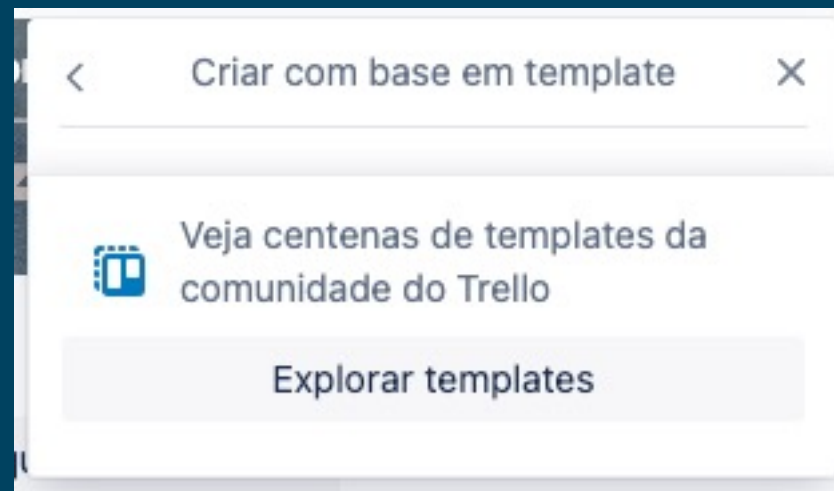 Criar com base em template
Veja centenas de templates da
comunidade do Trello
Explorar templates